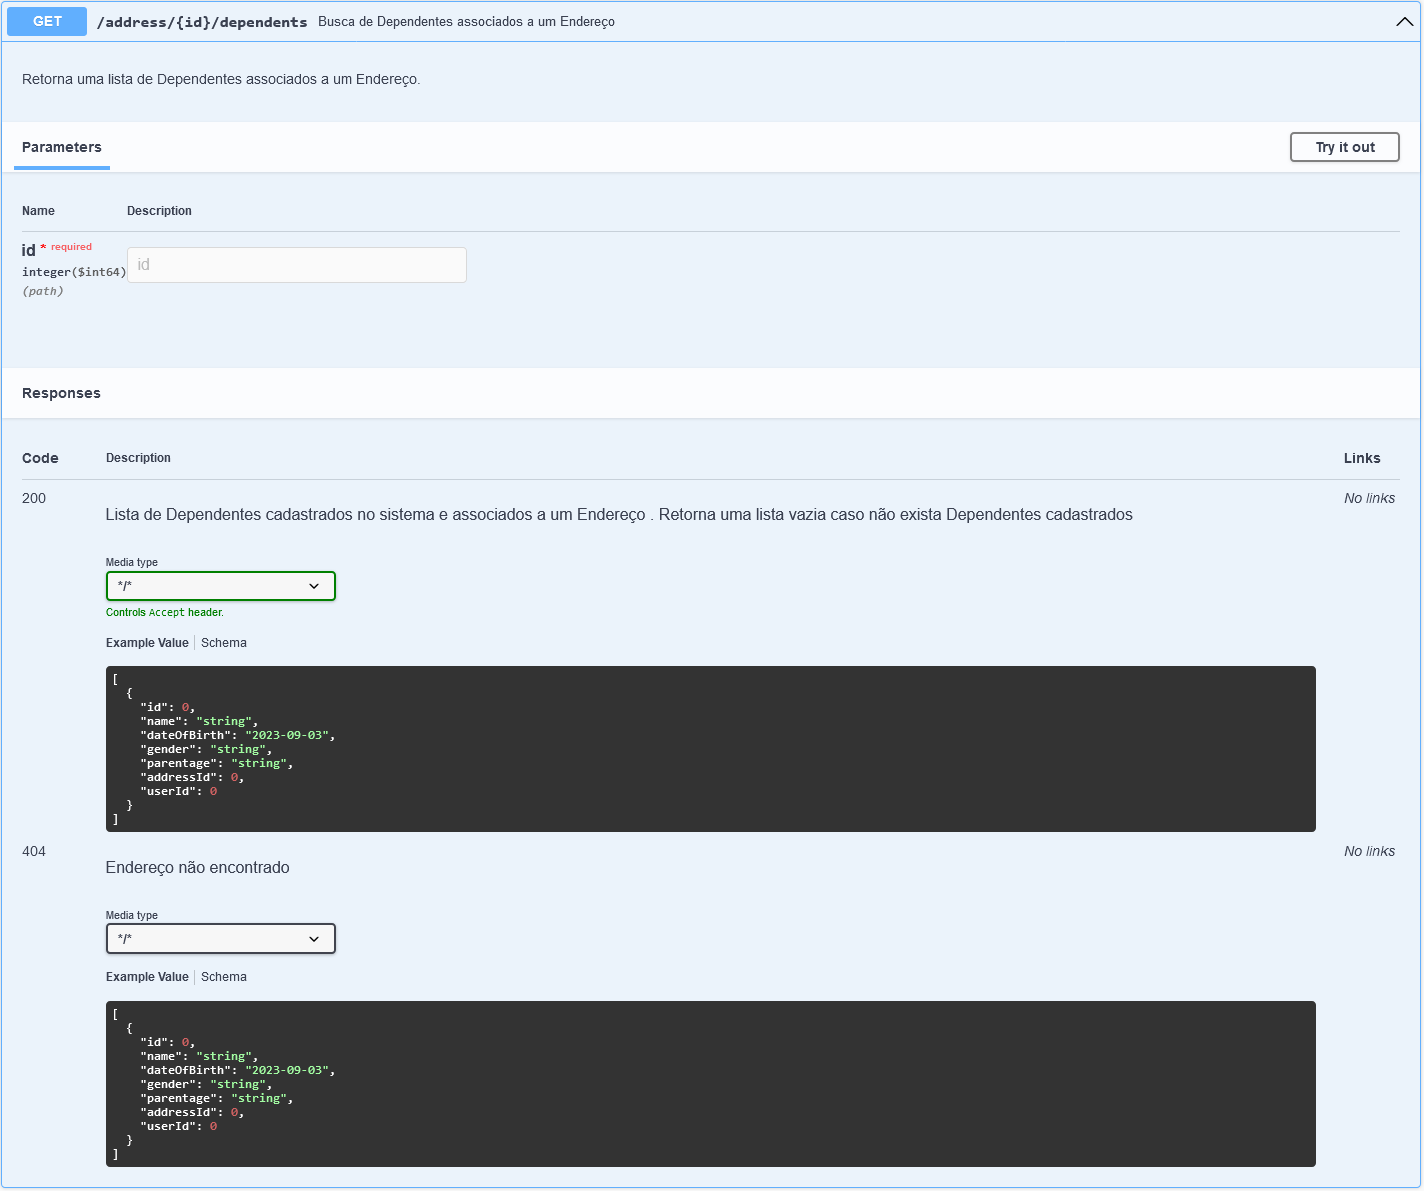 GET /address/{id}/dependents Busca de Dependentes associados a um Endereço
Retorna uma lista de Dependentes associados a um Endereço.
Parameters Try it out
Name Description
id * required
integer($int64)
(path)
id
Responses
Code Description Links
200 No links
Lista de Dependentes cadastrados no sistema e associados a um Endereço . Retorna uma lista vazia caso não exista Dependentes cadastrados
Media type
*/*
Controls Accept header.
Example Value Schema
[
  {
    "id": 0,
    "name": "string",
    "dateOfBirth": "2023-09-03",
    "gender": "string",
    "parentage": "string",
    "addressId": 0,
    "userId": 0
  }
]
404 No links
Endereço não encontrado
Media type
*/*
Example Value Schema
[
  {
    "id": 0,
    "name": "string",
    "dateOfBirth": "2023-09-03",
    "gender": "string",
    "parentage": "string",
    "addressId": 0,
    "userId": 0
  }
]